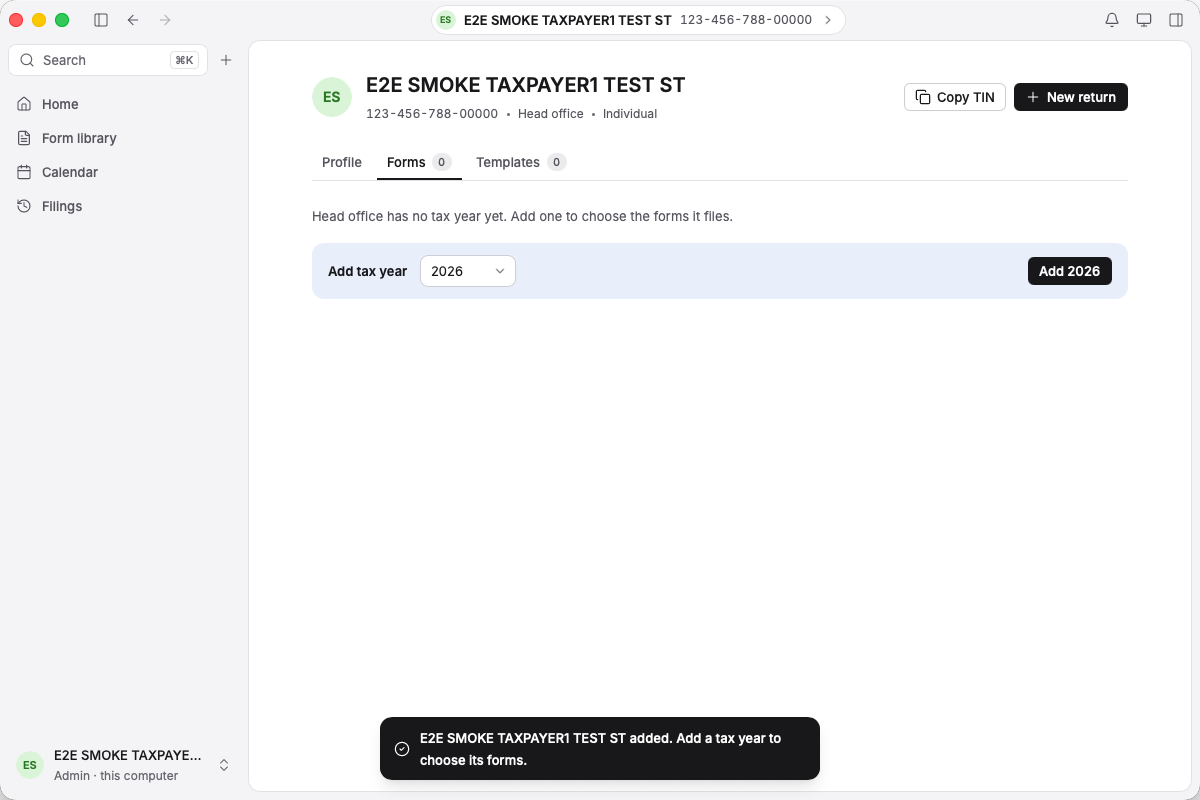 ES E2E SMOKE TAXPAYER1 TEST ST 123-456-788-00000
Search ⌘K
Home
Form library
Calendar
Filings
ES
E2E SMOKE TAXPAYER1 TEST ST
123-456-788-00000 • Head office • Individual
Copy TIN
New return
Profile Forms 0 Templates 0
Head office has no tax year yet. Add one to choose the forms it files.
Add tax year 2026 Add 2026
E2E SMOKE TAXPAYER1 TEST ST added. Add a tax year to
choose its forms.
ES
E2E SMOKE TAXPAYE...
Admin · this computer